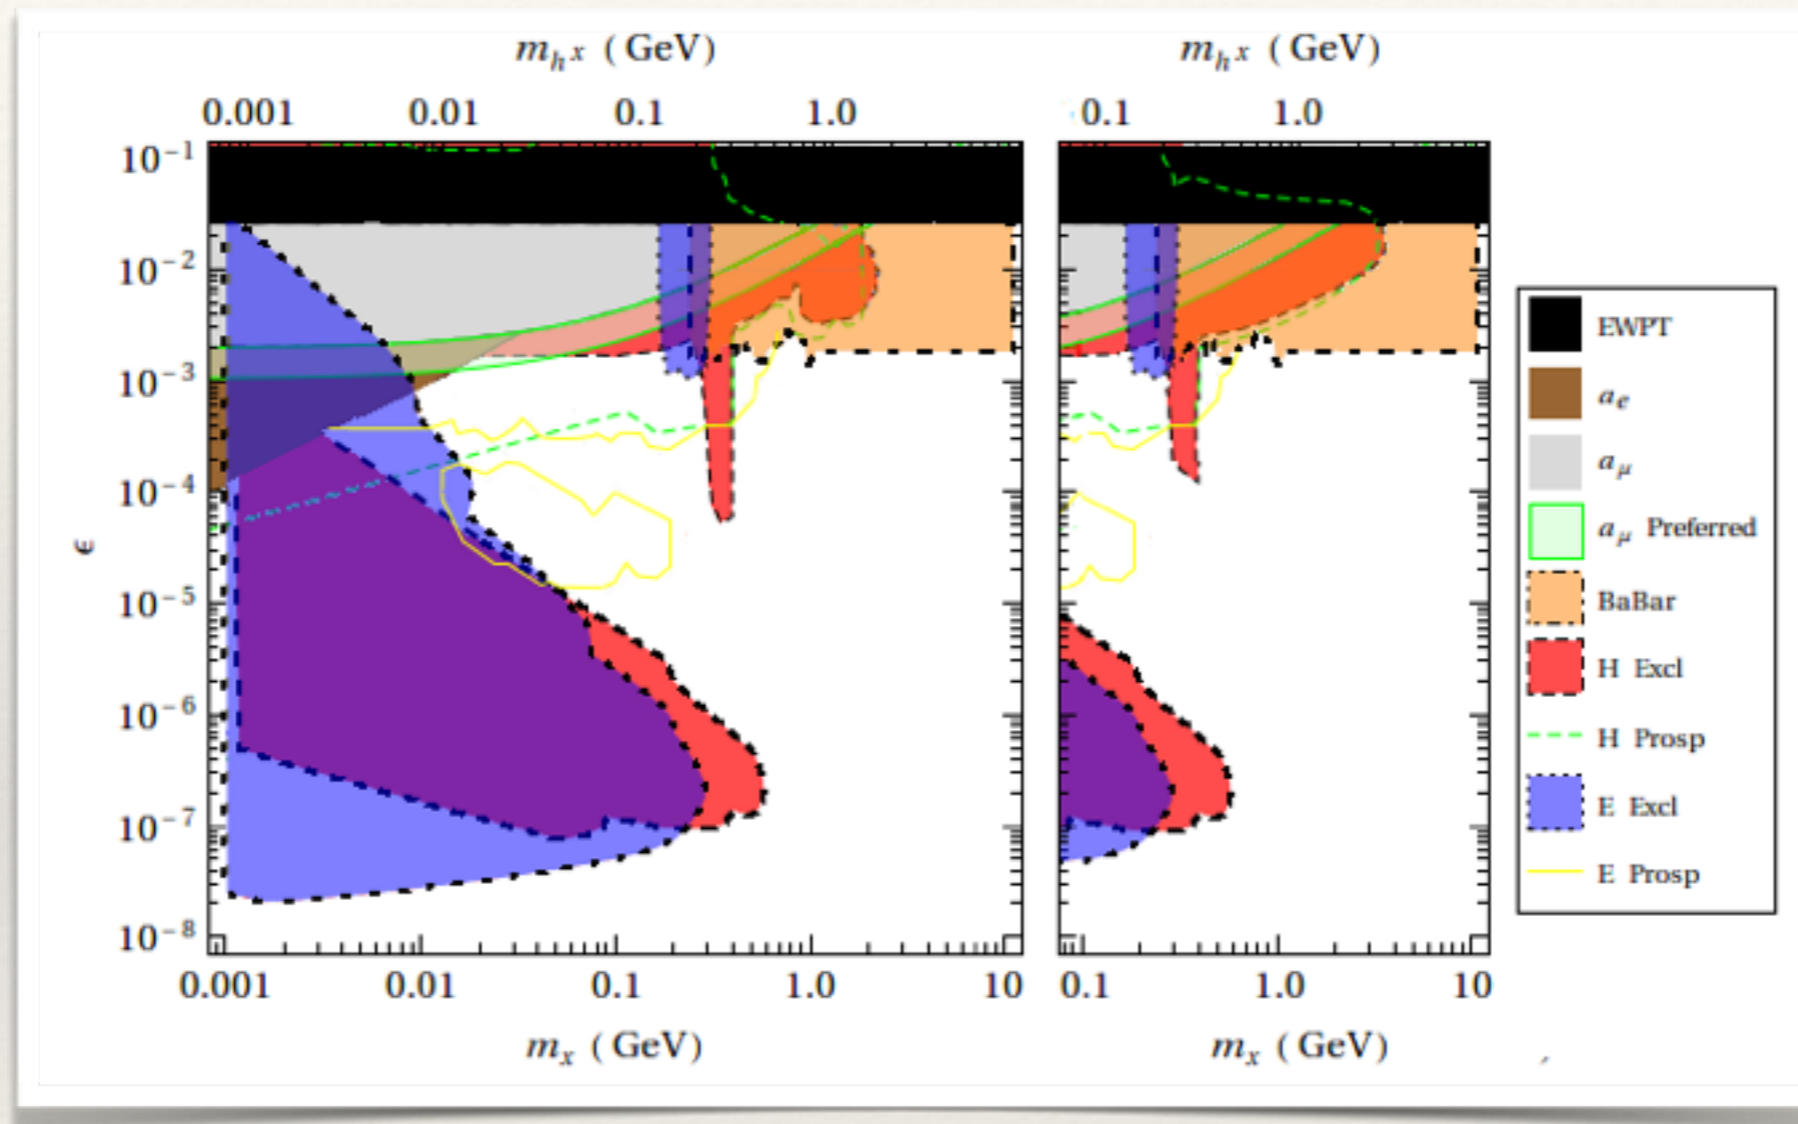 m_{h^x} (GeV) m_{h^x} (GeV)
0.001 0.01 0.1 1.0 0.1 1.0
10^{-1}
10^{-2}
10^{-3}
10^{-4}
10^{-5}
10^{-6}
10^{-7}
10^{-8}
ϵ
0.001 0.01 0.1 1.0 10 0.1 1.0 10
m_x (GeV) m_x (GeV)
EWPT
a_e
a_μ
a_μ Preferred
BaBar
H Excl
H Prosp
E Excl
E Prosp